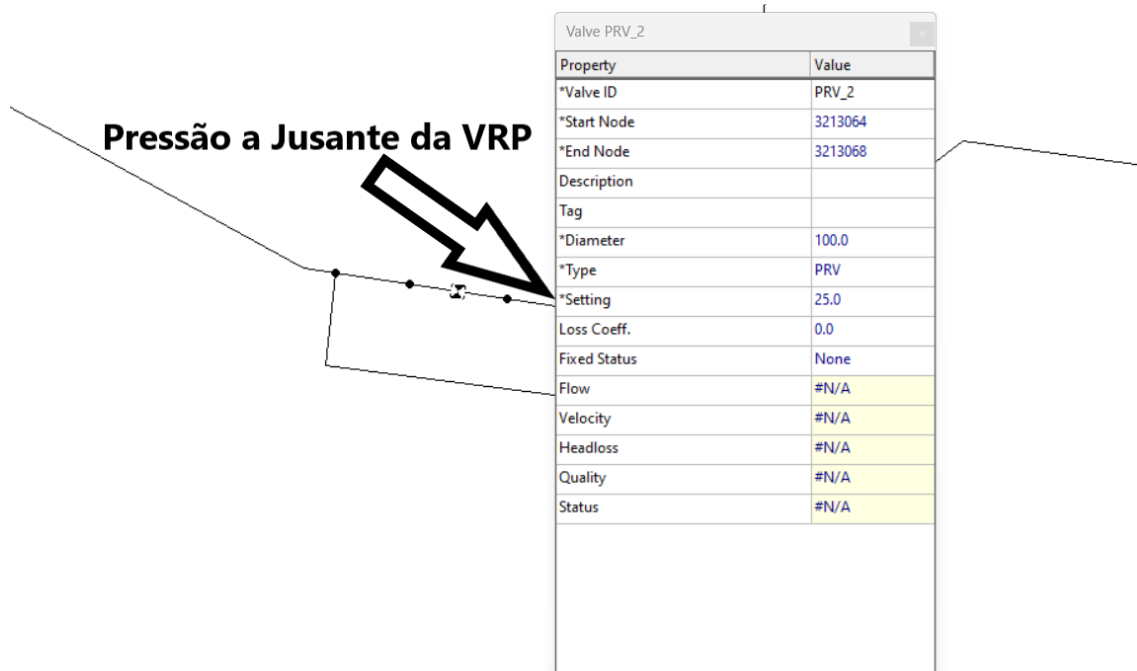 Valve PRV_2
Property Value
*Valve ID PRV_2
Pressão a Jusante da VRP
*Start Node 3213064
*End Node 3213068
Description
Tag
*Diameter 100.0
*Type PRV
*Setting 25.0
Loss Coeff. 0.0
Fixed Status None
Flow #N/A
Velocity #N/A
Headloss #N/A
Quality #N/A
Status #N/A